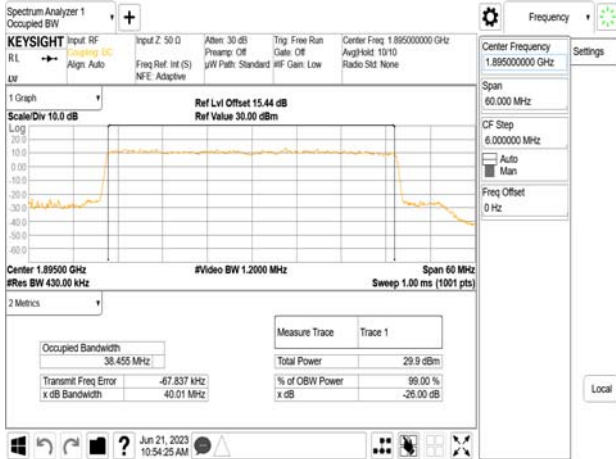 Spectrum Analyzer 1
Occupied BW
+
Frequency
KEYSIGHT
RL
Input: RF
Coupling: DC
Align: Auto
Input Z: 50 Ω
Freq Ref: Int (S)
NFE: Adaptive
Atten: 30 dB
Preamp: Off
µW Path: Standard
Trig: Free Run
Gate: Off
#IF Gain: Low
Center Freq: 1.895000000 GHz
Avg|Hold: 10/10
Radio Std: None
1 Graph
Scale/Div 10.0 dB
Ref Lvl Offset 15.44 dB
Ref Value 30.00 dBm
Log
20.0
10.0
0.00
-10.0
-20.0
-30.0
-40.0
-50.0
-60.0
Center 1.89500 GHz
#Res BW 430.00 kHz
#Video BW 1.2000 MHz
Span 60 MHz
Sweep 1.00 ms (1001 pts)
2 Metrics
Measure Trace Trace 1
Occupied Bandwidth
38.455 MHz
Total Power 29.9 dBm
Transmit Freq Error -67.837 kHz
% of OBW Power 99.00 %
x dB Bandwidth 40.01 MHz
x dB -26.00 dB
Center Frequency
1.895000000 GHz
Settings
Span
60.000 MHz
CF Step
6.000000 MHz
Auto
Man
Freq Offset
0 Hz
Local
?
Jun 21, 2023
10:54:25 AM